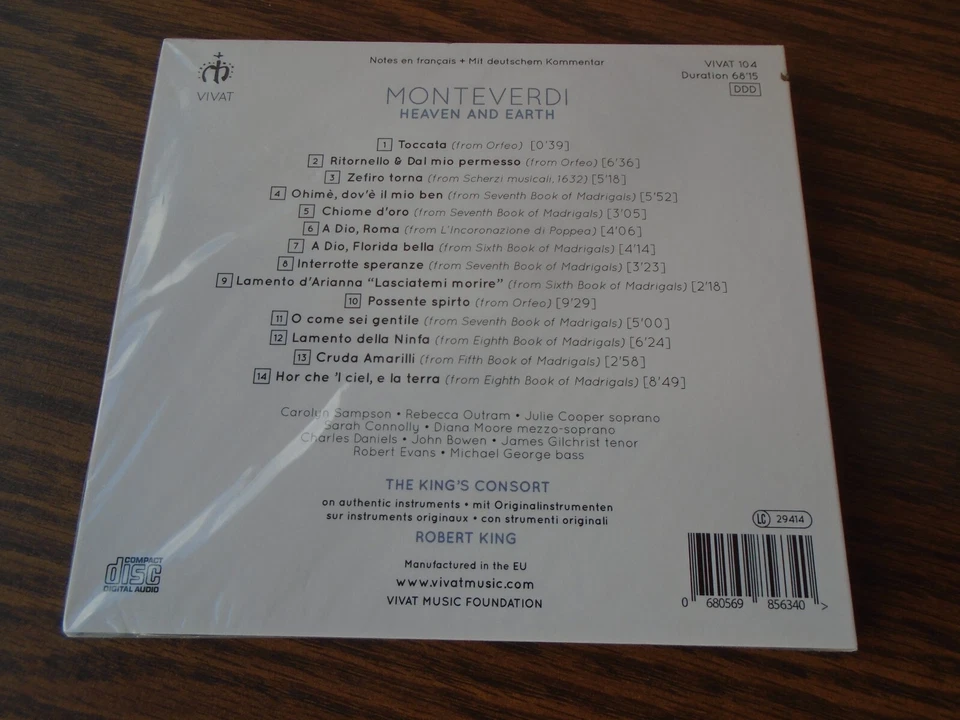 VIVAT
Notes en français + Mit deutschem Kommentar
VIVAT 104
Duration 68'15
DDD
MONTEVERDI
HEAVEN AND EARTH
1 Toccata (from Orfeo) [0'39]
2 Ritornello & Dal mio permesso (from Orfeo) [6'36]
3 Zefiro torna (from Scherzi musicali, 1632) [5'18]
4 Ohimè, dov'è il mio ben (from Seventh Book of Madrigals) [5'52]
5 Chiome d'oro (from Seventh Book of Madrigals) [3'05]
6 A Dio, Roma (from L'Incoronazione di Poppea) [4'06]
7 A Dio, Florida bella (from Sixth Book of Madrigals) [4'14]
8 Interrotte speranze (from Seventh Book of Madrigals) [3'23]
9 Lamento d'Arianna “Lasciatemi morire” (from Sixth Book of Madrigals) [2'18]
10 Possente spirto (from Orfeo) [9'29]
11 O come sei gentile (from Seventh Book of Madrigals) [5'00]
12 Lamento della Ninfa (from Eighth Book of Madrigals) [6'24]
13 Cruda Amarilli (from Fifth Book of Madrigals) [2'58]
14 Hor che 'l ciel, e la terra (from Eighth Book of Madrigals) [8'49]
Carolyn Sampson • Rebecca Outram • Julie Cooper soprano
Sarah Connolly • Diana Moore mezzo-soprano
Charles Daniels • John Bowen • James Gilchrist tenor
Robert Evans • Michael George bass
THE KING'S CONSORT
on authentic instruments • mit Originalinstrumenten
sur instruments originaux • con strumenti originali
ROBERT KING
Manufactured in the EU
www.vivatmusic.com
VIVAT MUSIC FOUNDATION
COMPACT
disc
DIGITAL AUDIO
LC 29414
0 680569 856340 >